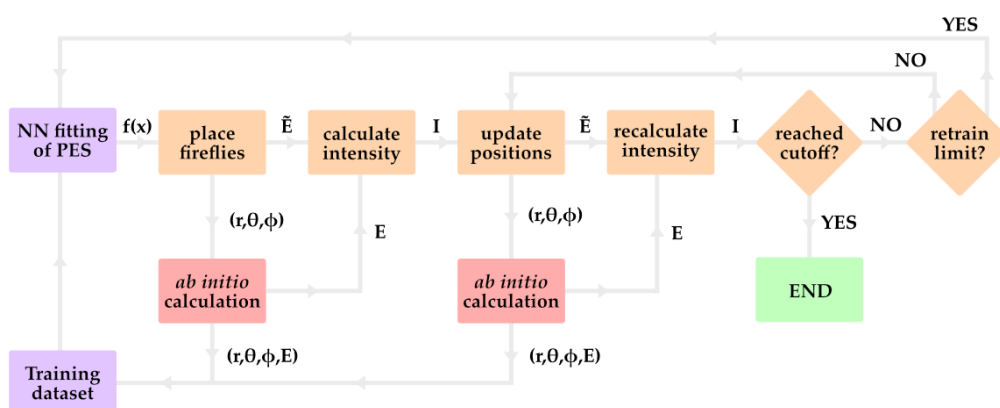 YES
NO
NN fitting
of PES
f(x)
place
fireflies
Ẽ
calculate
intensity
I
update
positions
Ẽ
recalculate
intensity
I
reached
cutoff?
NO
retrain
limit?
(r,θ,ϕ)
E
(r,θ,ϕ)
E
YES
ab initio
calculation
ab initio
calculation
END
(r,θ,ϕ,E)
(r,θ,ϕ,E)
Training
dataset